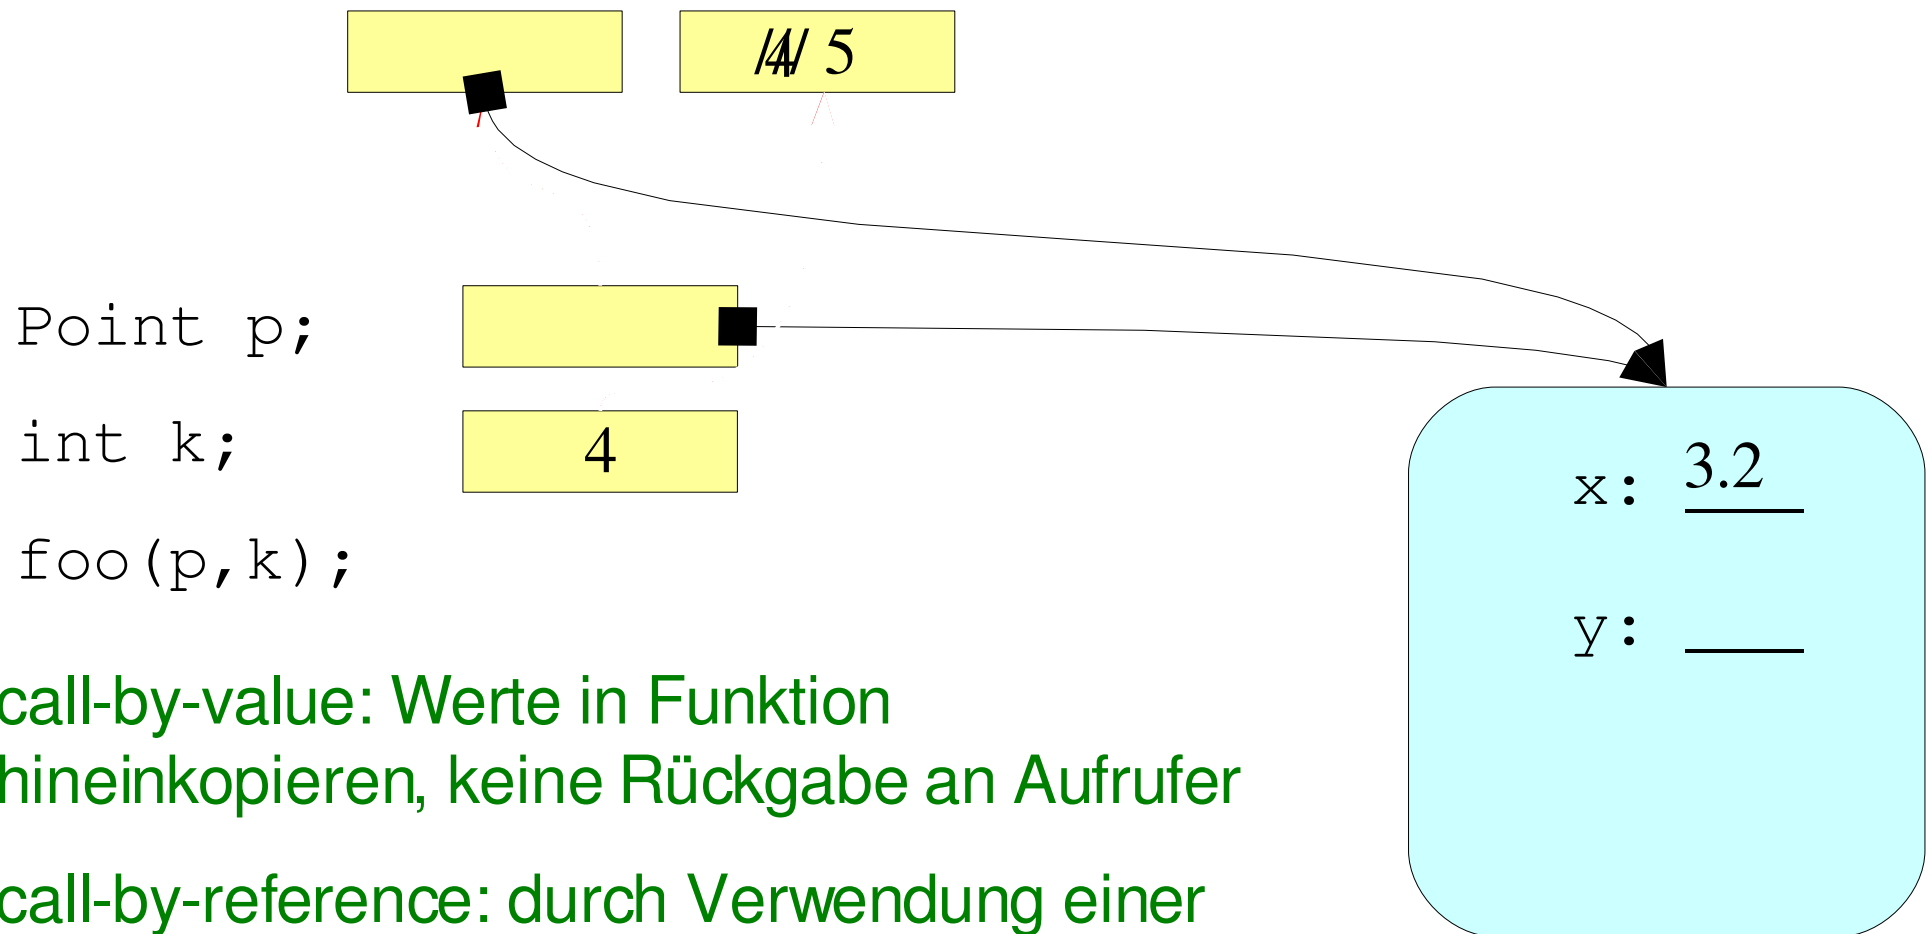 /4/ 5
Point p;
int k;
4
foo(p,k);
x: 3.2
y:
call-by-value: Werte in Funktion
hineinkopieren, keine Rückgabe an Aufrufer
call-by-reference: durch Verwendung einer